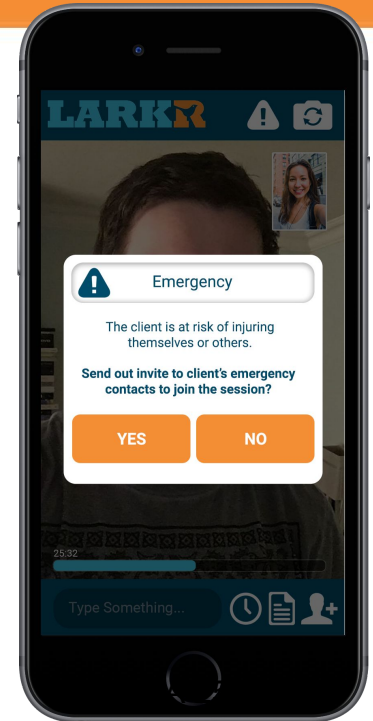 LARKR
Emergency
The client is at risk of injuring
themselves or others.
Send out invite to client's emergency
contacts to join the session?
YES
NO
25:32
Type Something...